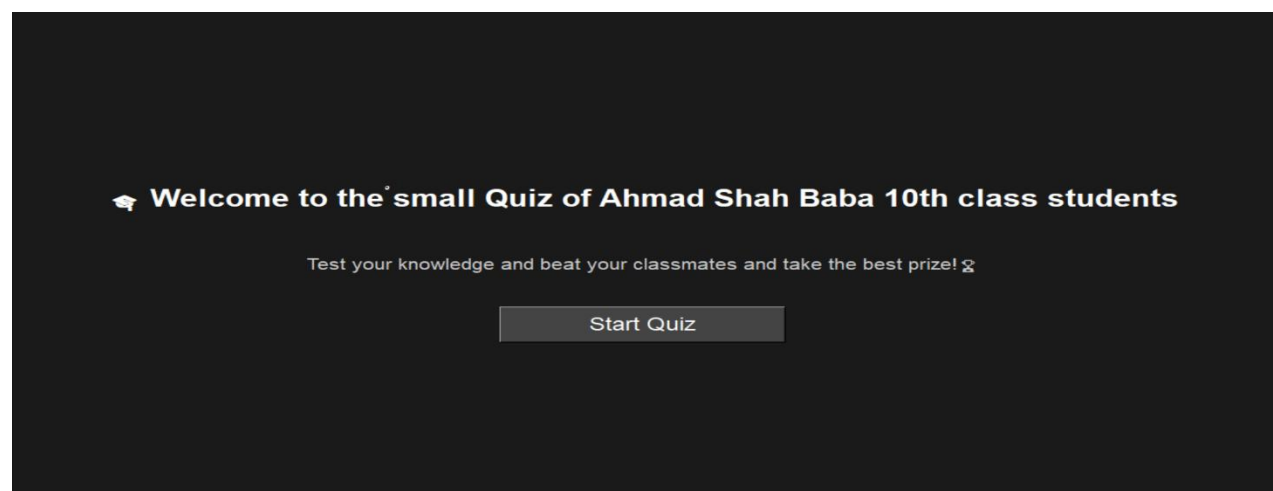 🎓 Welcome to the small Quiz of Ahmad Shah Baba 10th class students
Test your knowledge and beat your classmates and take the best prize! 🏆
Start Quiz